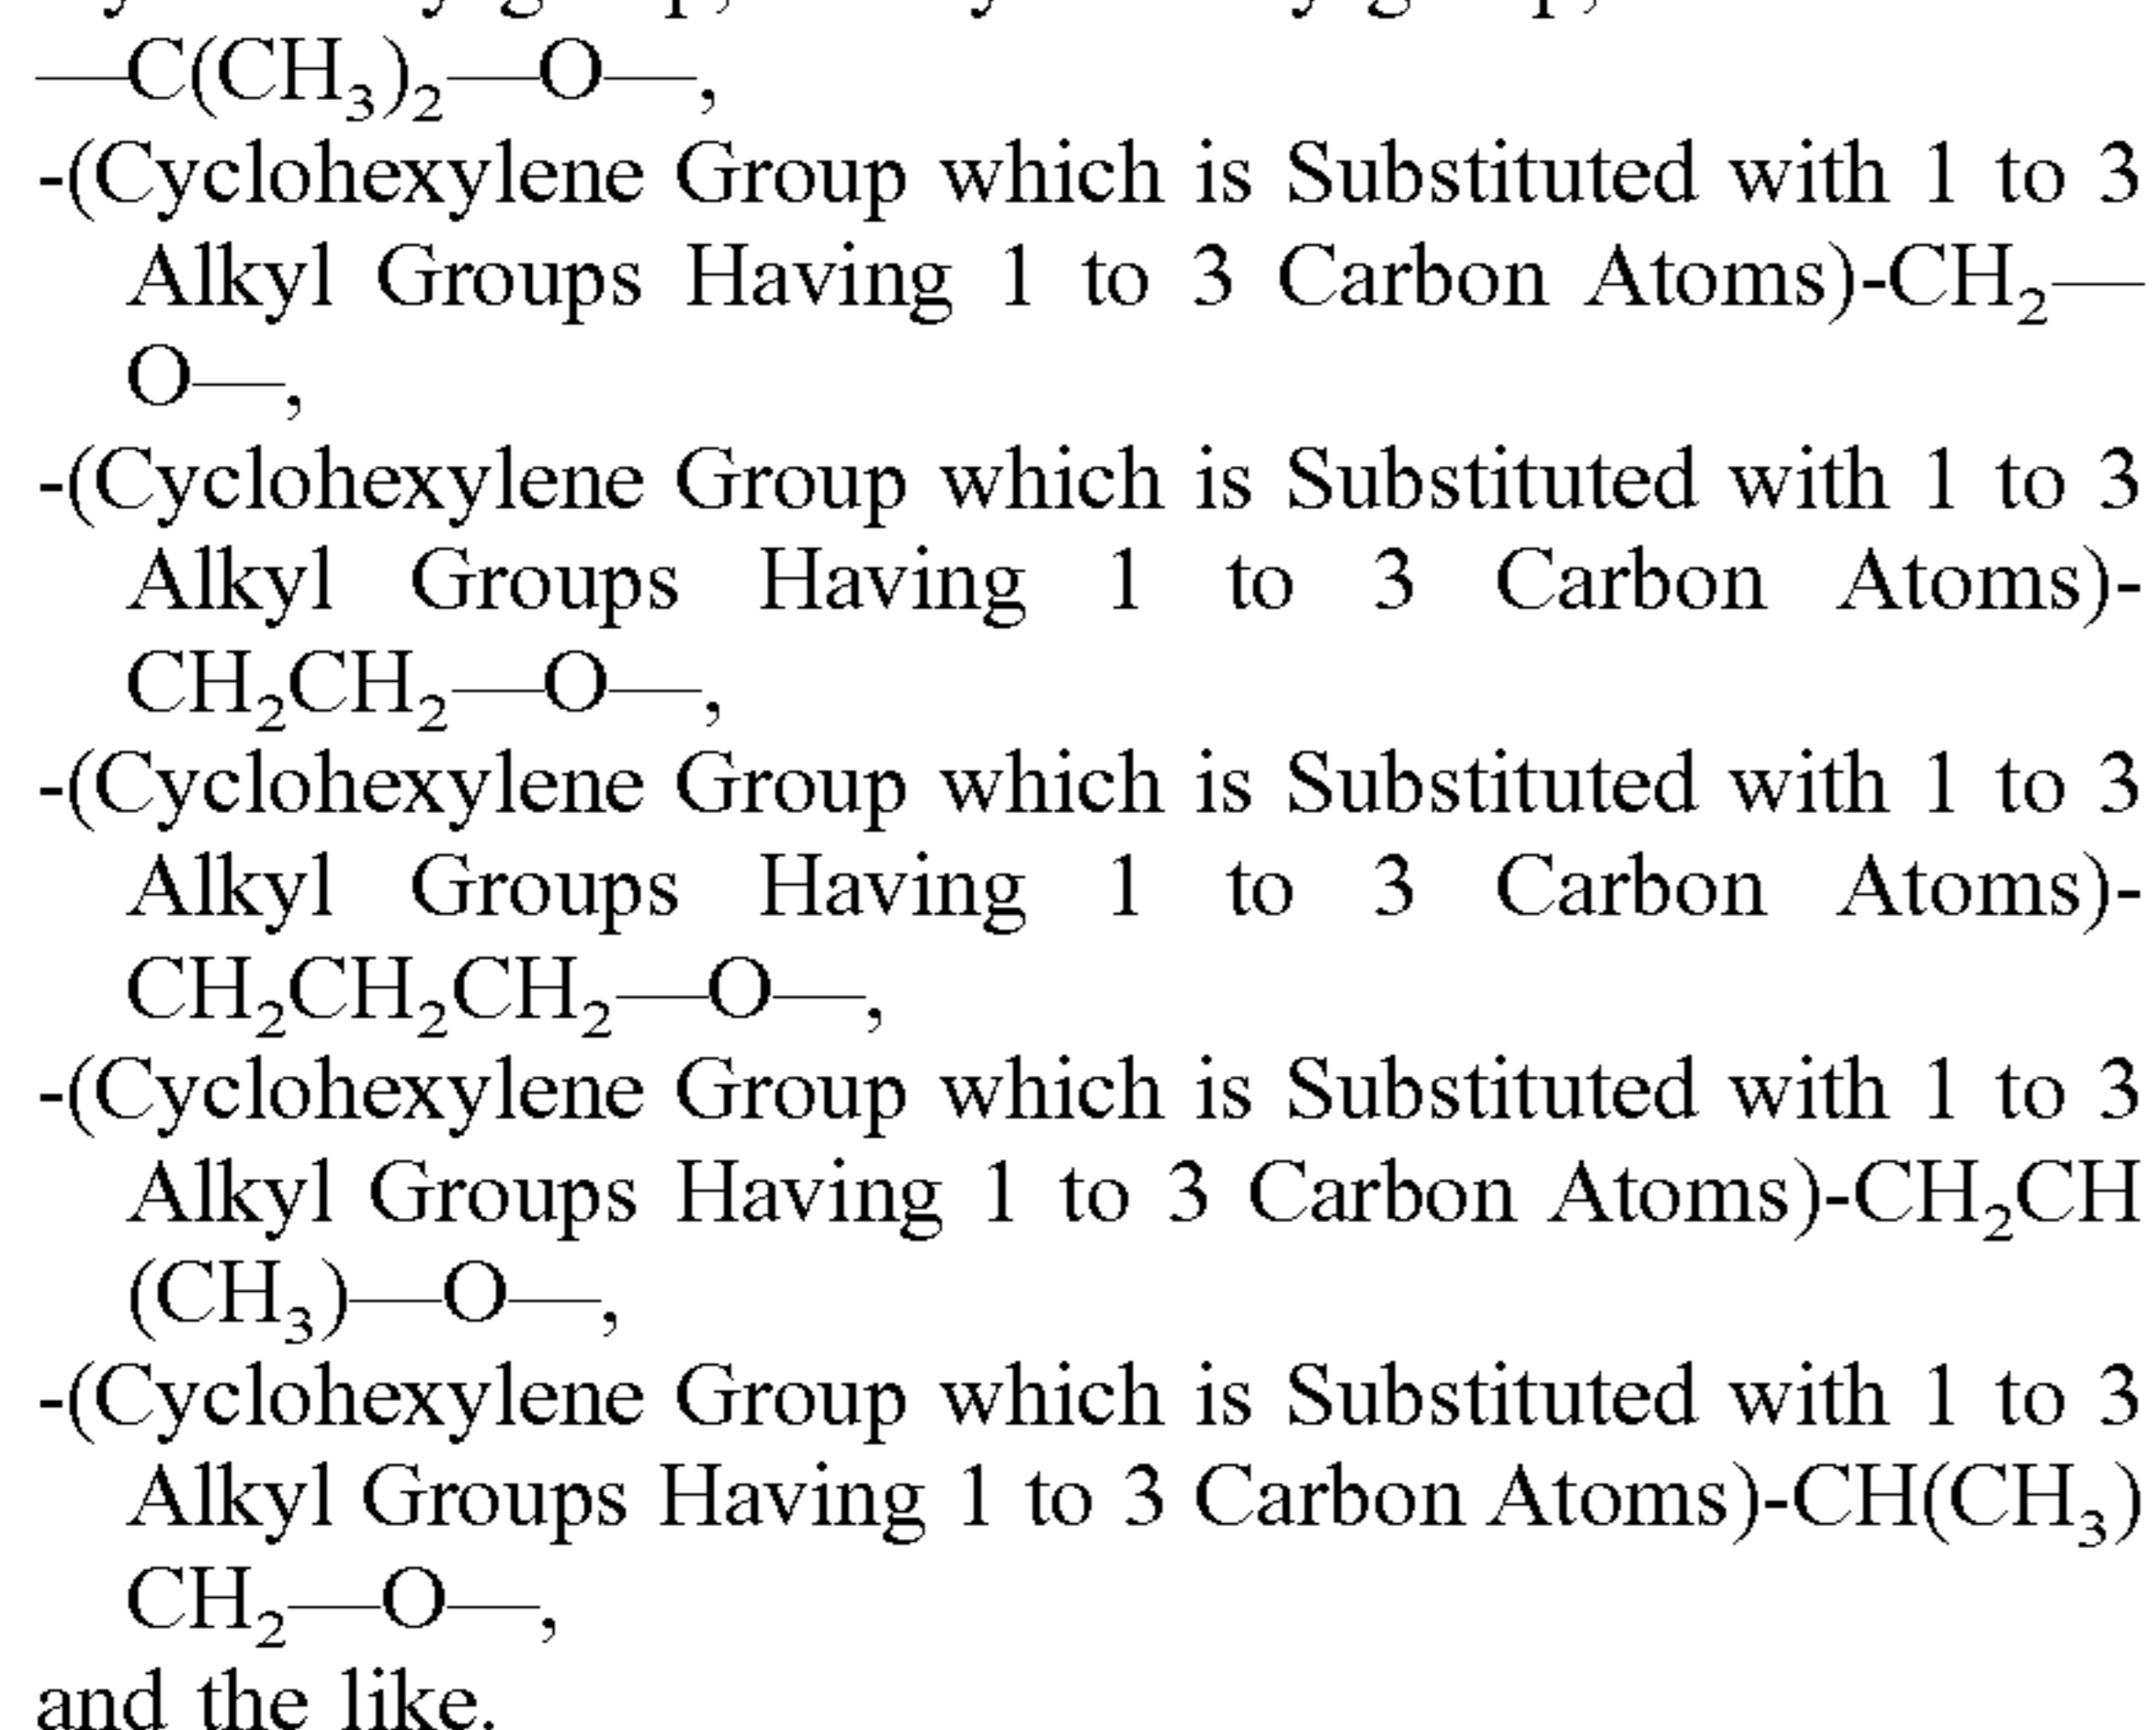 —C(CH₃)₂—O—,
-(Cyclohexylene Group which is Substituted with 1 to 3
Alkyl Groups Having 1 to 3 Carbon Atoms)-CH₂—
O—,
-(Cyclohexylene Group which is Substituted with 1 to 3
Alkyl Groups Having 1 to 3 Carbon Atoms)-
CH₂CH₂—O—,
-(Cyclohexylene Group which is Substituted with 1 to 3
Alkyl Groups Having 1 to 3 Carbon Atoms)-
CH₂CH₂CH₂—O—,
-(Cyclohexylene Group which is Substituted with 1 to 3
Alkyl Groups Having 1 to 3 Carbon Atoms)-CH₂CH
(CH₃)—O—,
-(Cyclohexylene Group which is Substituted with 1 to 3
Alkyl Groups Having 1 to 3 Carbon Atoms)-CH(CH₃)
CH₂—O—,
and the like.